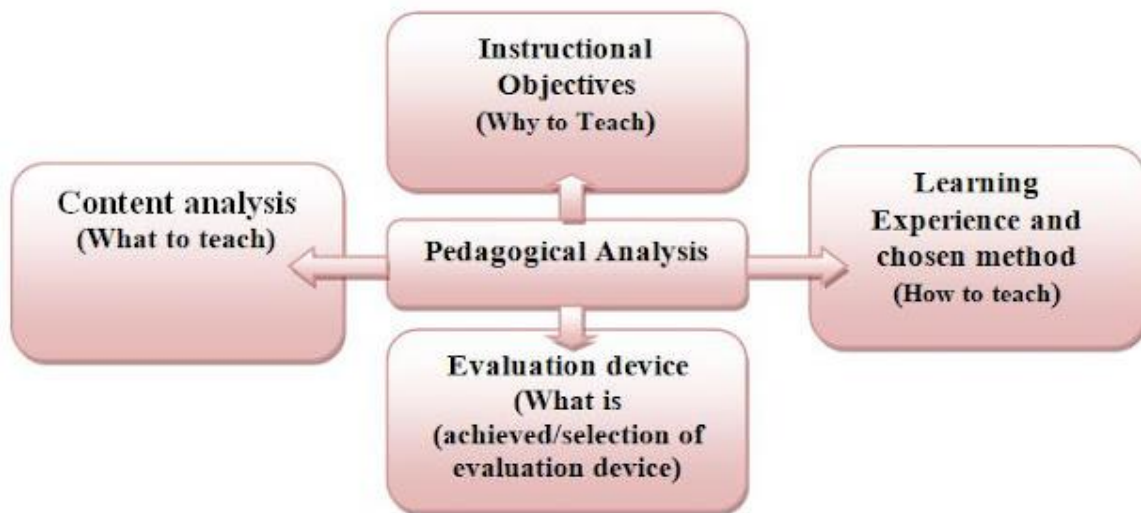 Instructional
Objectives
(Why to Teach)
Content analysis
(What to teach)
Pedagogical Analysis
Learning
Experience and
chosen method
(How to teach)
Evaluation device
(What is
(achieved/selection of
evaluation device)